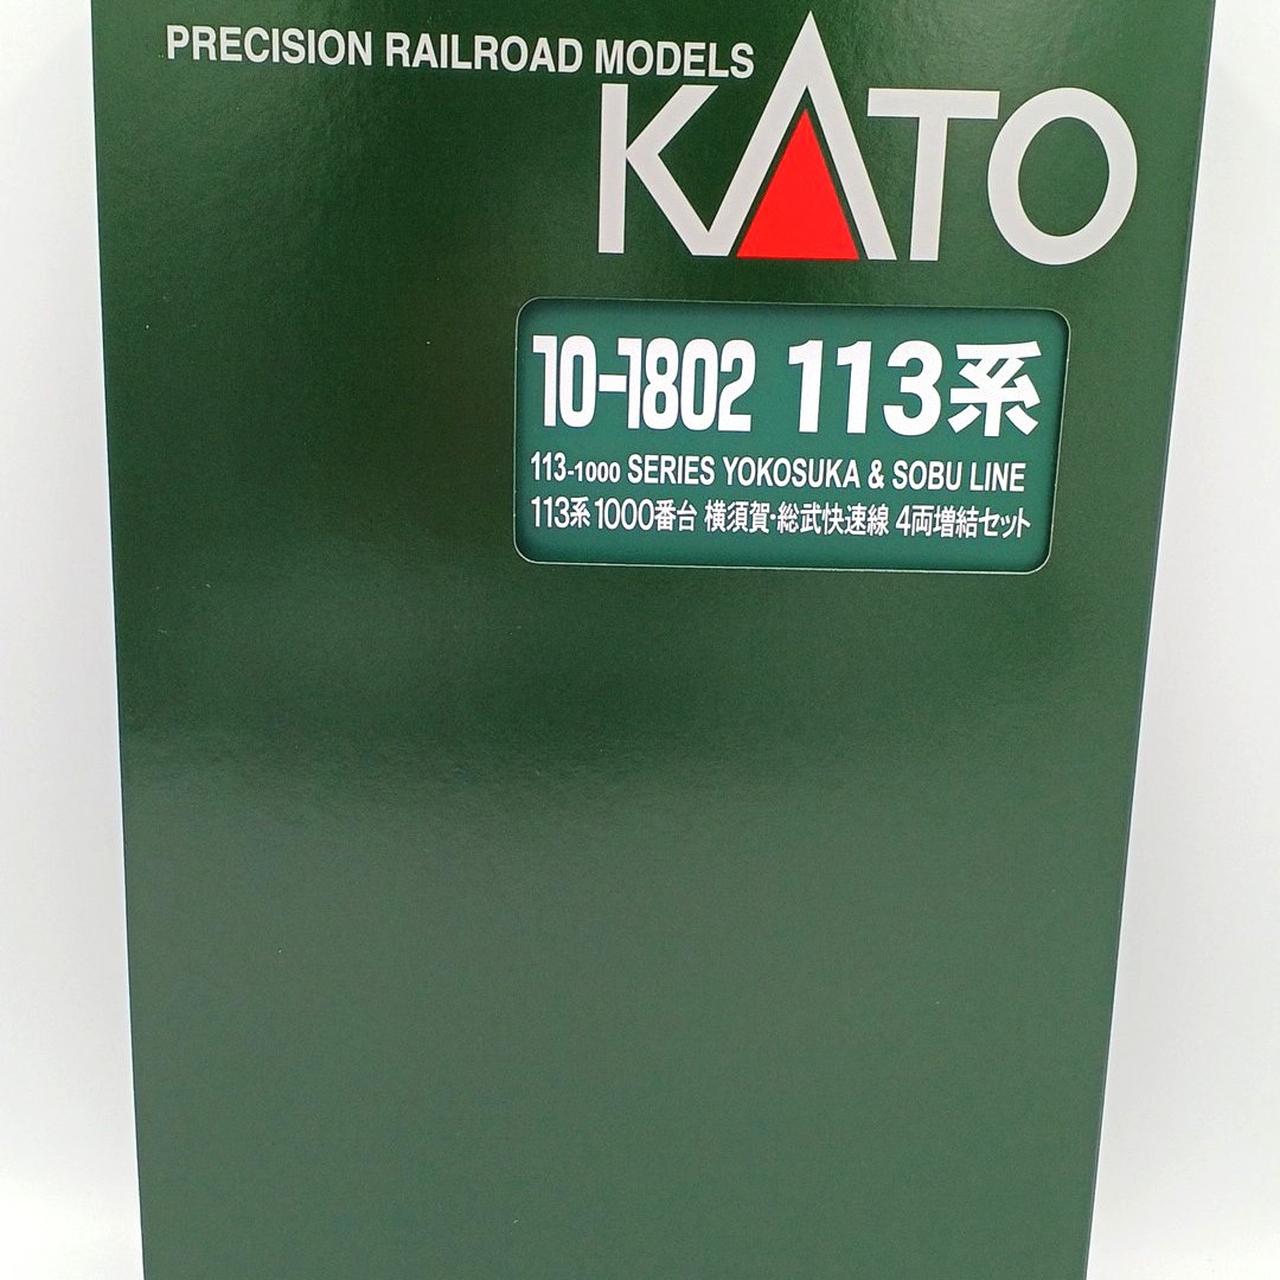 PRECISION RAILROAD MODELS
KATO
10-1802 113系
113-1000 SERIES YOKOSUKA & SOBU LINE
113系1000番台 横須賀・総武快速線 4両増結セット